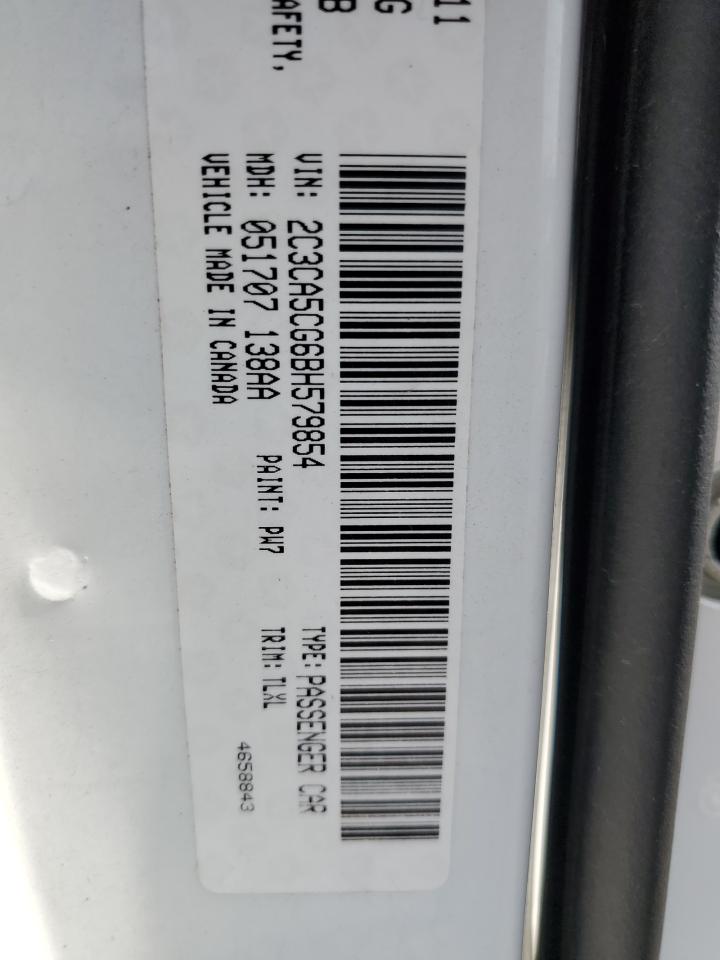 11
G
B
AFETY,
VIN: 2C3CA5CG6BH579854
TYPE: PASSENGER CAR
MDH: 051707 138AA
PAINT: PW7
TRIM: TLXL
VEHICLE MADE IN CANADA
4658843